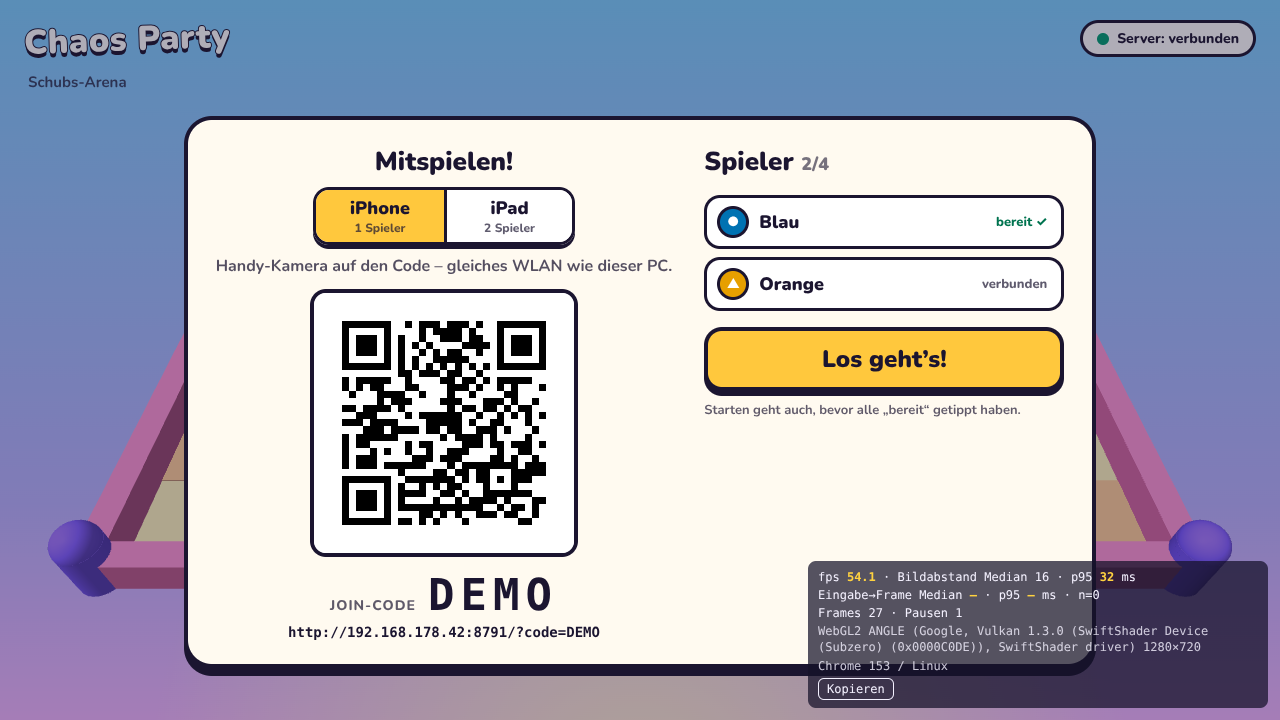 Chaos Party
Schubs-Arena
Server: verbunden
Mitspielen!
iPhone
1 Spieler
iPad
2 Spieler
Handy-Kamera auf den Code – gleiches WLAN wie dieser PC.
JOIN-CODE DEMO
http://192.168.178.42:8791/?code=DEMO
Spieler 2/4
Blau bereit ✓
Orange verbunden
Los geht’s!
Starten geht auch, bevor alle „bereit“ getippt haben.
fps 54.1 · Bildabstand Median 16 · p95 32 ms
Eingabe→Frame Median – · p95 – ms · n=0
Frames 27 · Pausen 1
WebGL2 ANGLE (Google, Vulkan 1.3.0 (SwiftShader Device
(Subzero) (0x0000C0DE)), SwiftShader driver) 1280×720
Chrome 153 / Linux
Kopieren